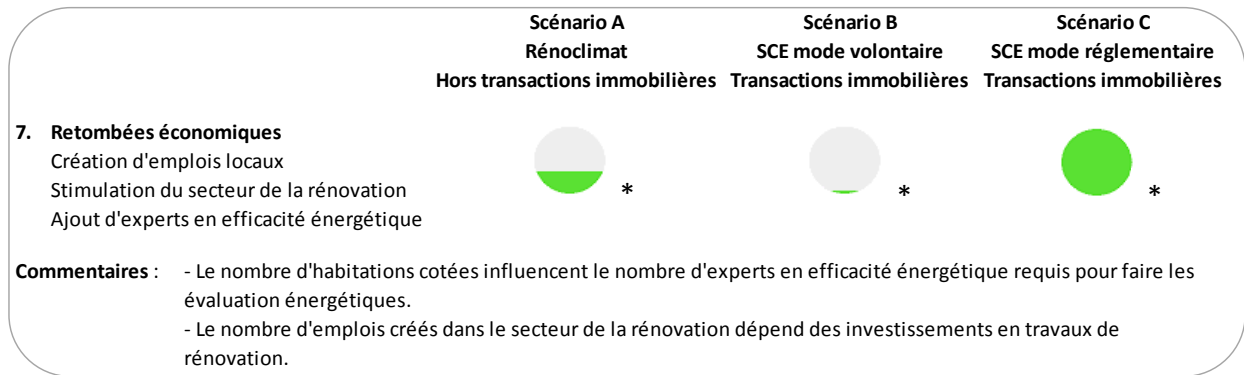 Scénario A Scénario B Scénario C
Rénoclimat SCE mode volontaire SCE mode réglementaire
Hors transactions immobilières Transactions immobilières Transactions immobilières
7. Retombées économiques
Création d'emplois locaux
Stimulation du secteur de la rénovation * * *
Ajout d'experts en efficacité énergétique
Commentaires : - Le nombre d'habitations cotées influencent le nombre d'experts en efficacité énergétique requis pour faire les
évaluation énergétiques.
- Le nombre d'emplois créés dans le secteur de la rénovation dépend des investissements en travaux de
rénovation.